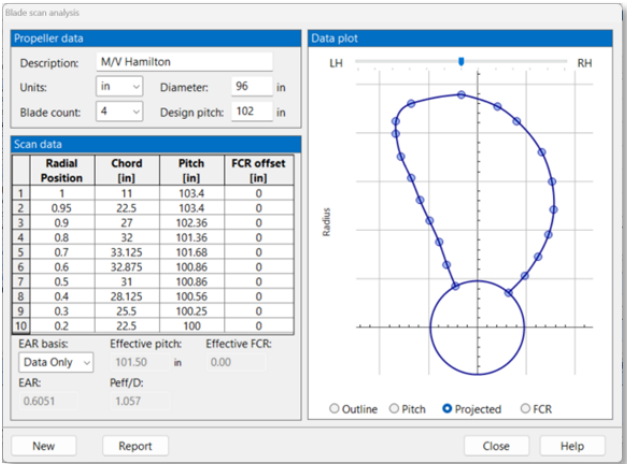 Blade scan analysis
Propeller data
Description: M/V Hamilton
Units: in Diameter: 96 in
Blade count: 4 Design pitch: 102 in
Scan data
Radial Position Chord [in] Pitch [in] FCR offset [in]
1 1 11 103.4 0
2 0.95 22.5 103.4 0
3 0.9 27 102.36 0
4 0.8 32 101.36 0
5 0.7 33.125 101.68 0
6 0.6 32.875 100.86 0
7 0.5 31 100.86 0
8 0.4 28.125 100.56 0
9 0.3 25.5 100.25 0
10 0.2 22.5 100 0
EAR basis: Effective pitch: Effective FCR:
Data Only 101.50 in 0.00
EAR: Peff/D:
0.6051 1.057
Data plot
LH RH
Radius
Outline Pitch Projected FCR
New Report Close Help